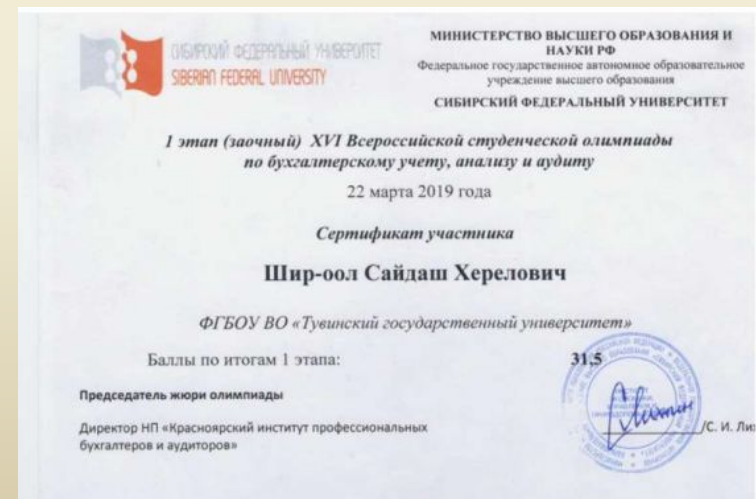 СИБИРСКИЙ ФЕДЕРАЛЬНЫЙ УНИВЕРСИТЕТ
SIBERIAN FEDERAL UNIVERSITY
МИНИСТЕРСТВО ВЫСШЕГО ОБРАЗОВАНИЯ И
НАУКИ РФ
Федеральное государственное автономное образовательное
учреждение высшего образования
СИБИРСКИЙ ФЕДЕРАЛЬНЫЙ УНИВЕРСИТЕТ
1 этап (заочный) XVI Всероссийской студенческой олимпиады
по бухгалтерскому учету, анализу и аудиту
22 марта 2019 года
Сертификат участника
Шир-оол Сайдаш Херелович
ФГБОУ ВО «Тувинский государственный университет»
Баллы по итогам 1 этапа: 31,5
Председатель жюри олимпиады
Директор НП «Красноярский институт профессиональных
бухгалтеров и аудиторов»
/С. И.